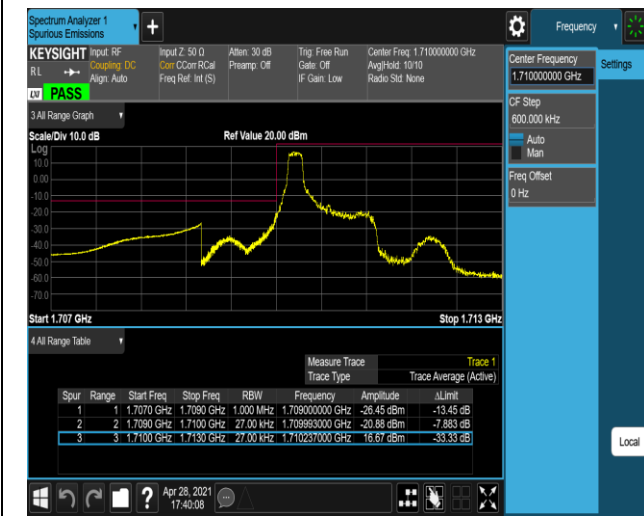 Spectrum Analyzer 1
Spurious Emissions
+
Frequency
KEYSIGHT Input: RF Input Z: 50 Ω Atten: 30 dB Trig: Free Run Center Freq: 1.710000000 GHz
RL Coupling: DC Corr CCorr RCal Preamp: Off Gate: Off Avg|Hold: 10/10
Align: Auto Freq Ref: Int (S) IF Gain: Low Radio Std: None
LXI PASS
Center Frequency
1.710000000 GHz
Settings
CF Step
600.000 kHz
Auto
Man
Freq Offset
0 Hz
3 All Range Graph
Scale/Div 10.0 dB Ref Value 20.00 dBm
Log
10.0
0.00
-10.0
-20.0
-30.0
-40.0
-50.0
-60.0
-70.0
Start 1.707 GHz Stop 1.713 GHz
4 All Range Table
Measure Trace Trace 1
Trace Type Trace Average (Active)
Spur Range Start Freq Stop Freq RBW Frequency Amplitude ΔLimit
1 1 1.7070 GHz 1.7090 GHz 1.000 MHz 1.709000000 GHz -26.45 dBm -13.45 dB
2 2 1.7090 GHz 1.7100 GHz 27.00 kHz 1.709993000 GHz -20.88 dBm -7.883 dB
3 3 1.7100 GHz 1.7130 GHz 27.00 kHz 1.710237000 GHz 16.67 dBm -33.33 dB
Local
? Apr 28, 2021
17:40:08